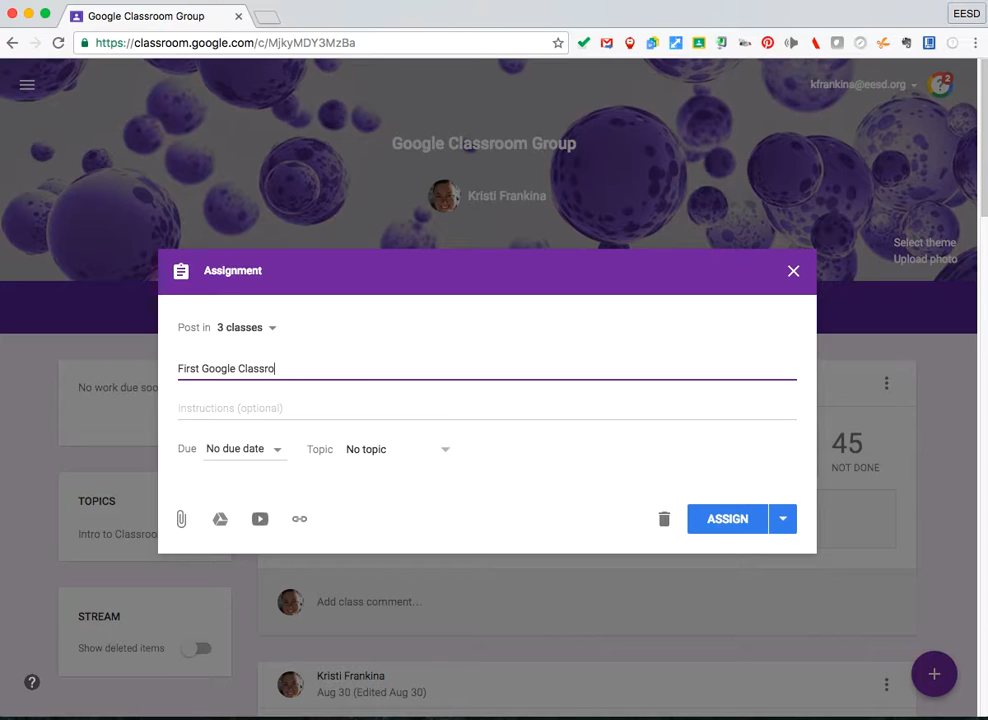 Google Classroom Group
EESD
https://classroom.google.com/c/MjkyMDY3MzBa
kfrankina@eesd.org
2
Google Classroom Group
Kristi Frankina
Select theme
Upload photo
Assignment
Post in 3 classes
First Google Classro
Instructions (optional)
Due No due date Topic No topic
ASSIGN
No work due soo
45
NOT DONE
TOPICS
Intro to Classroo
STREAM
Show deleted items
Add class comment...
Kristi Frankina
Aug 30 (Edited Aug 30)